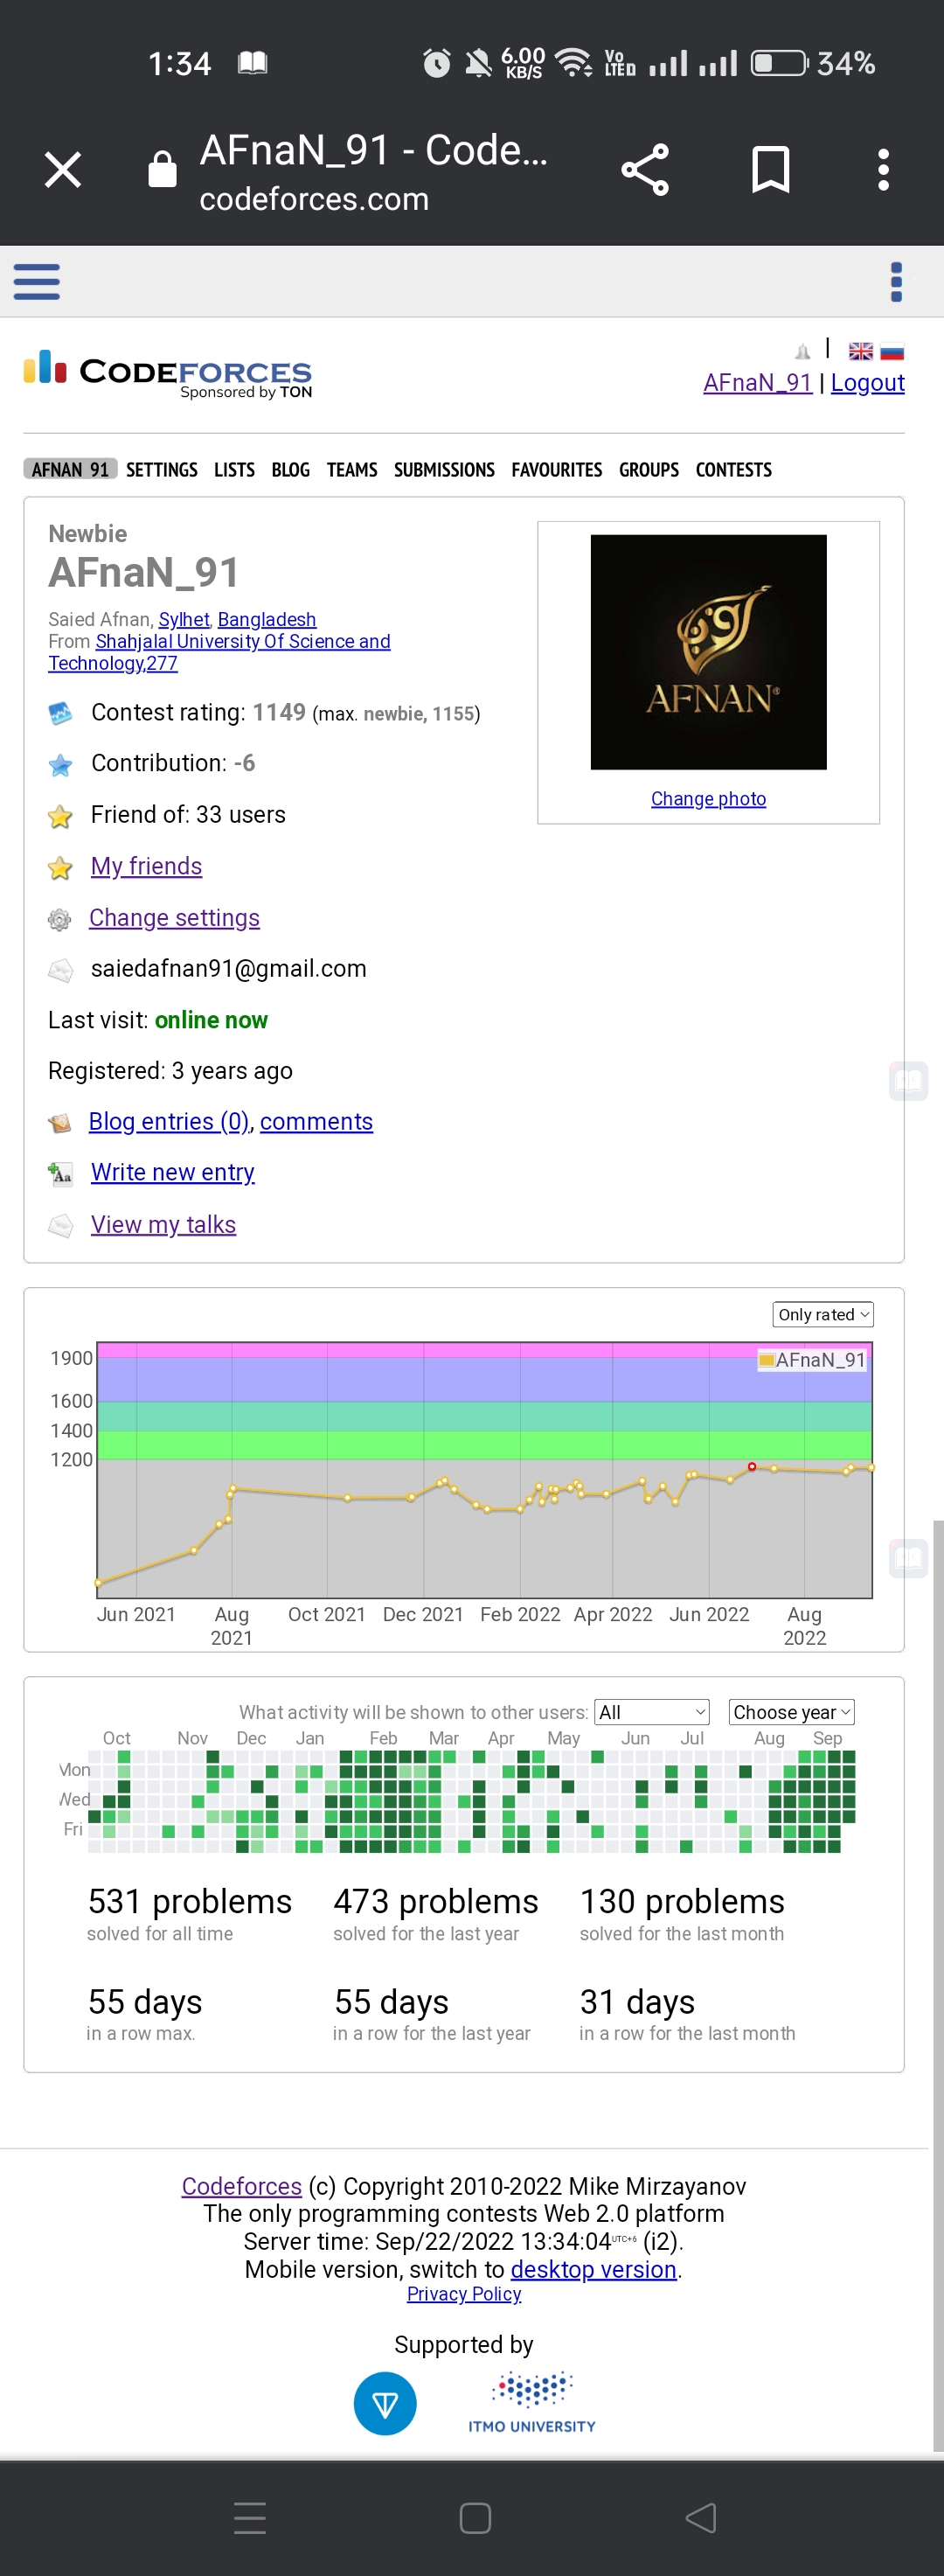 1:34
6.00 KB/S
Vo LTE
34%
AFnaN_91 - Code...
codeforces.com
CODEFORCES
Sponsored by TON
AFnaN_91 | Logout
AFNAN_91 SETTINGS LISTS BLOG TEAMS SUBMISSIONS FAVOURITES GROUPS CONTESTS
Newbie
AFnaN_91
Saied Afnan, Sylhet, Bangladesh
From Shahjalal University Of Science and
Technology,277
Contest rating: 1149 (max. newbie, 1155)
Contribution: -6
Friend of: 33 users
My friends
Change settings
saiedafnan91@gmail.com
Last visit: online now
Registered: 3 years ago
Blog entries (0), comments
Write new entry
View my talks
AFNAN®
Change photo
Only rated
AFnaN_91
1900
1600
1400
1200
Jun 2021 Aug 2021 Oct 2021 Dec 2021 Feb 2022 Apr 2022 Jun 2022 Aug 2022
What activity will be shown to other users: All Choose year
Oct Nov Dec Jan Feb Mar Apr May Jun Jul Aug Sep
Mon
Wed
Fri
531 problems 473 problems 130 problems
solved for all time solved for the last year solved for the last month
55 days 55 days 31 days
in a row max. in a row for the last year in a row for the last month
Codeforces (c) Copyright 2010-2022 Mike Mirzayanov
The only programming contests Web 2.0 platform
Server time: Sep/22/2022 13:34:04 UTC+6 (i2).
Mobile version, switch to desktop version.
Privacy Policy
Supported by
ITMO UNIVERSITY